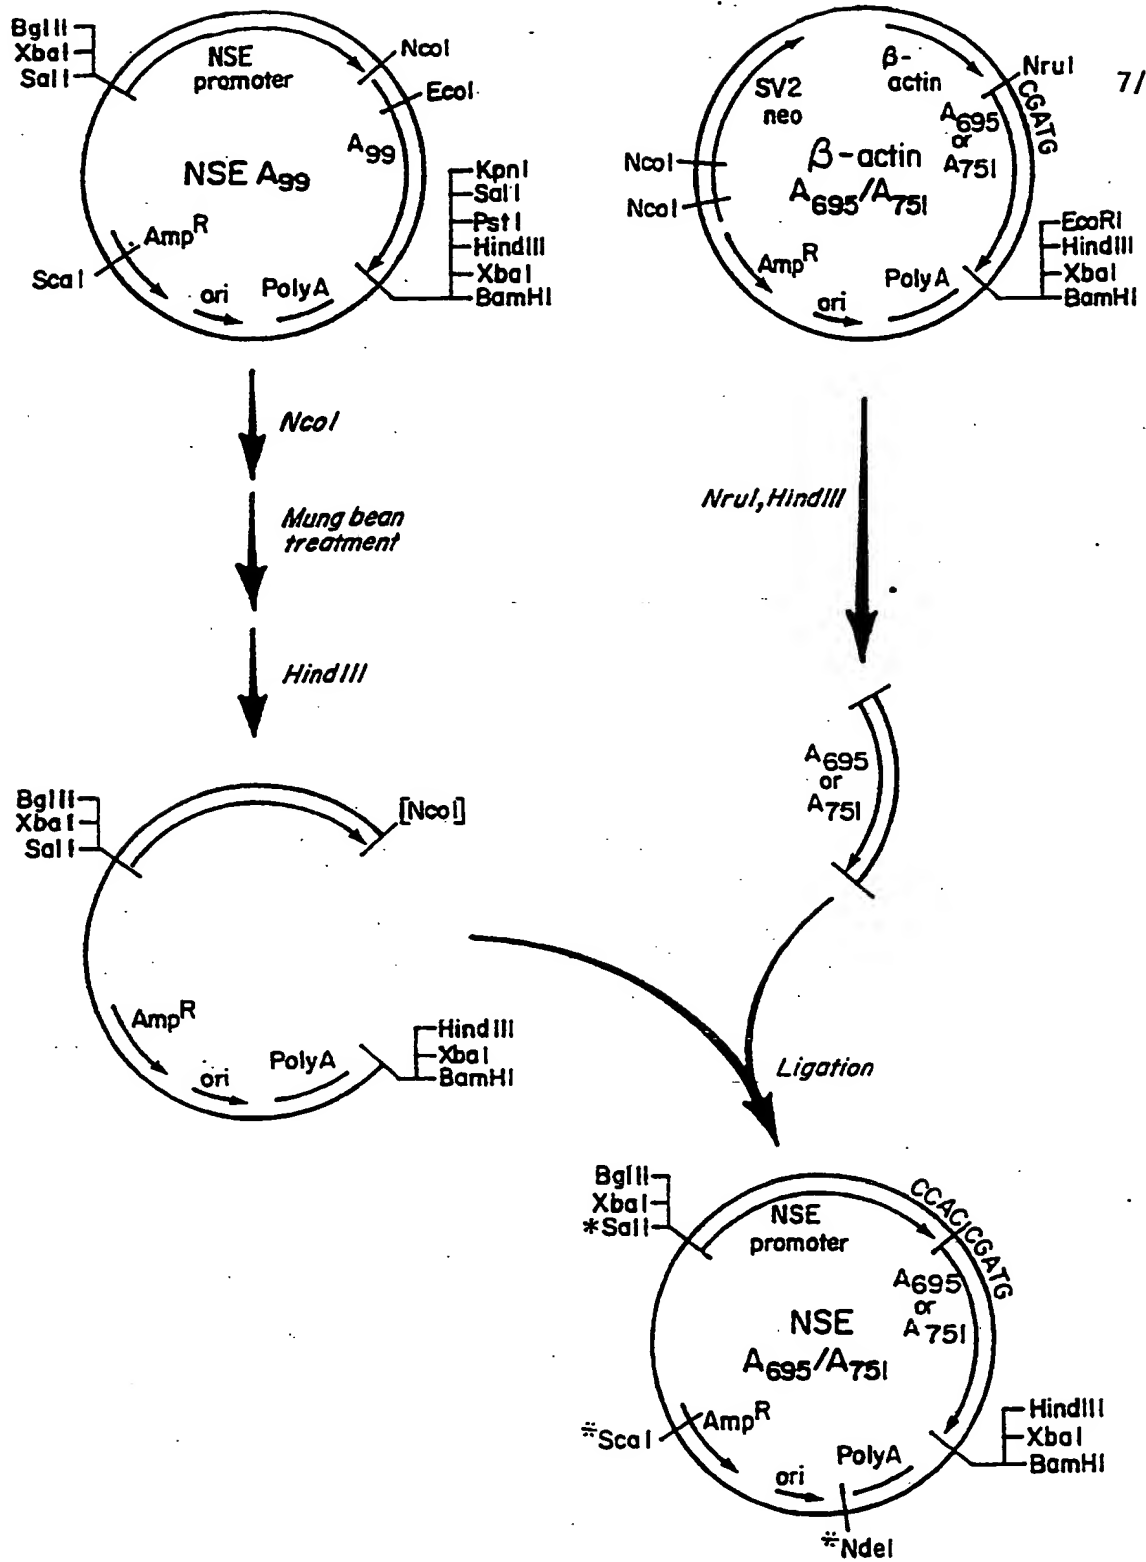 BglII
XbaI
SalI
NSE
promoter
NcoI
EcoI
A99
NSE A99
KpnI
SalI
PstI
HindIII
XbaI
BamHI
AmpR
ScaI
ori
PolyA
SV2
neo
β-
actin
NruI
CGATG
7/
A695
or
A751
β-actin
A695/A751
NcoI
NcoI
EcoRI
HindIII
XbaI
BamHI
AmpR
ori
PolyA
NcoI
Mung bean
treatment
HindIII
NruI, HindIII
A695
or
A751
BglII
XbaI
SalI
[NcoI]
AmpR
ori
PolyA
HindIII
XbaI
BamHI
Ligation
BglII
XbaI
*SalI
NSE
promoter
CCAC|CGATG
A695
or
A751
NSE
A695/A751
*ScaI
AmpR
ori
PolyA
HindIII
XbaI
BamHI
*NdeI